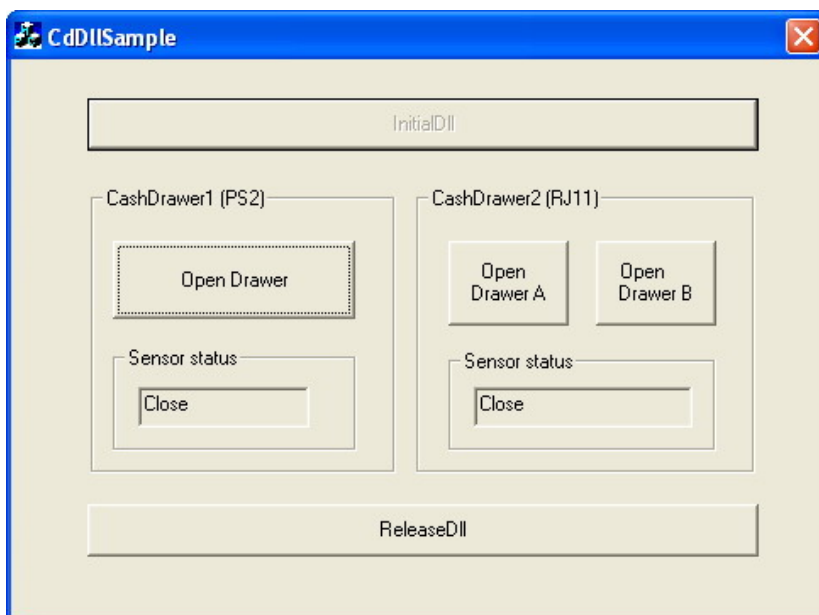 CdDllSample
InitialDll
CashDrawer1 (PS2)
Open Drawer
Sensor status
Close
CashDrawer2 (RJ11)
Open
Drawer A
Open
Drawer B
Sensor status
Close
ReleaseDll